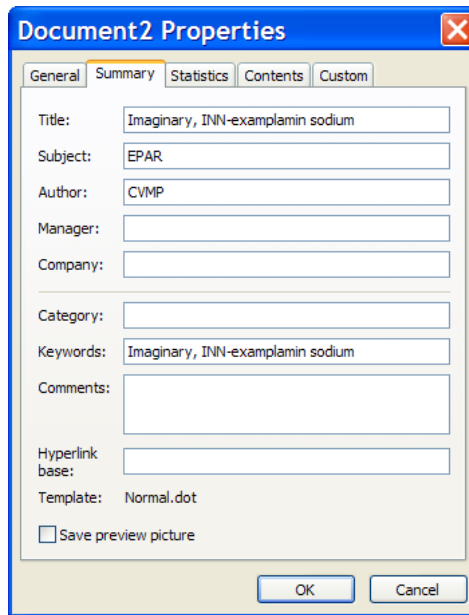 Document2 Properties
General Summary Statistics Contents Custom
Title: Imaginary, INN-examplamin sodium
Subject: EPAR
Author: CVMP
Manager:
Company:
Category:
Keywords: Imaginary, INN-examplamin sodium
Comments:
Hyperlink
base:
Template: Normal.dot
Save preview picture
OK Cancel